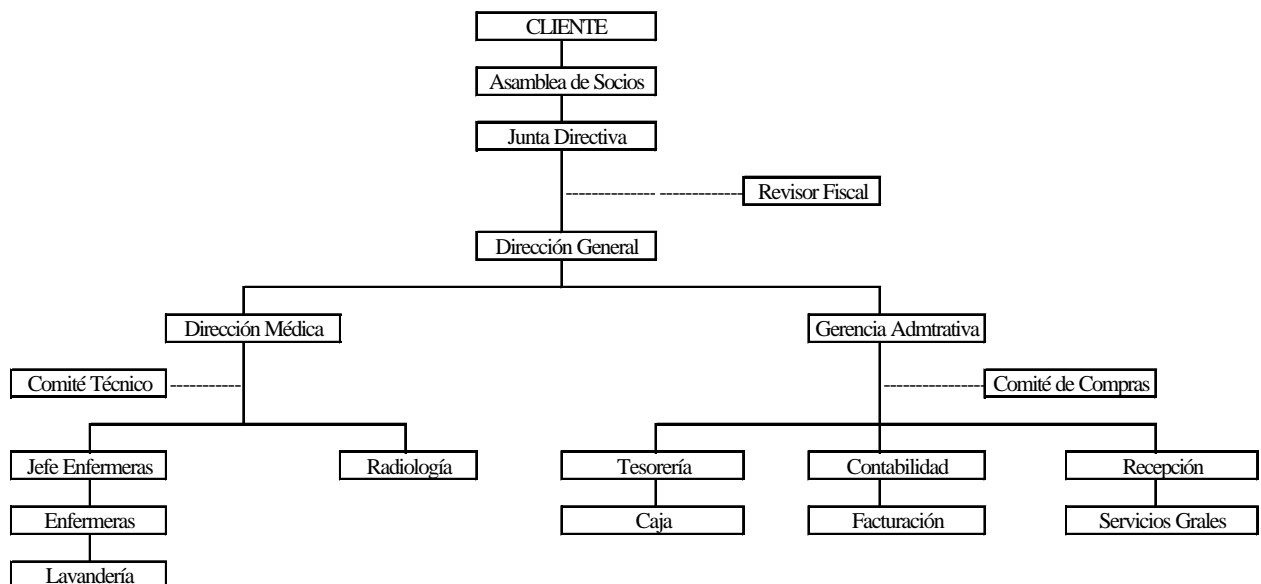 CLIENTE
Asamblea de Socios
Junta Directiva
Revisor Fiscal
Dirección General
Dirección Médica
Gerencia Admtrativa
Comité Técnico
Comité de Compras
Jefe Enfermeras
Radiología
Tesorería
Contabilidad
Recepción
Enfermeras
Caja
Facturación
Servicios Grales
Lavandería